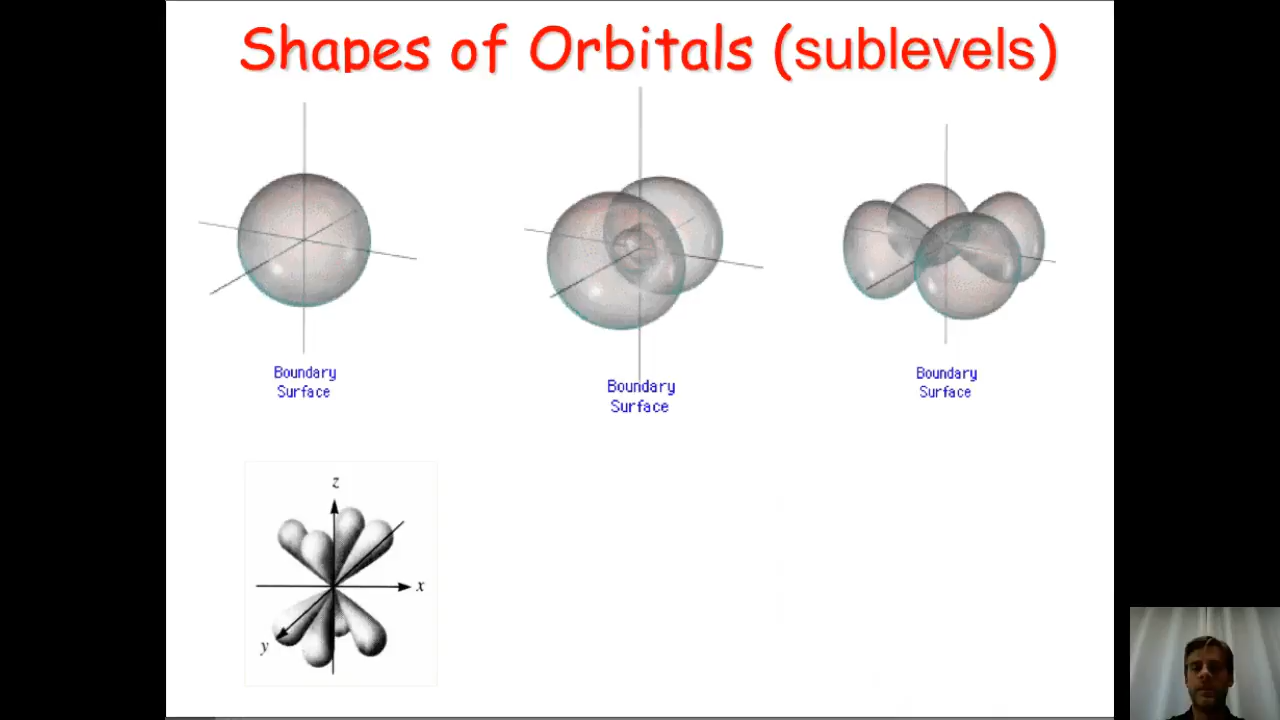 Shapes of Orbitals (sublevels)
Boundary
Surface
Boundary
Surface
Boundary
Surface
z
x
y